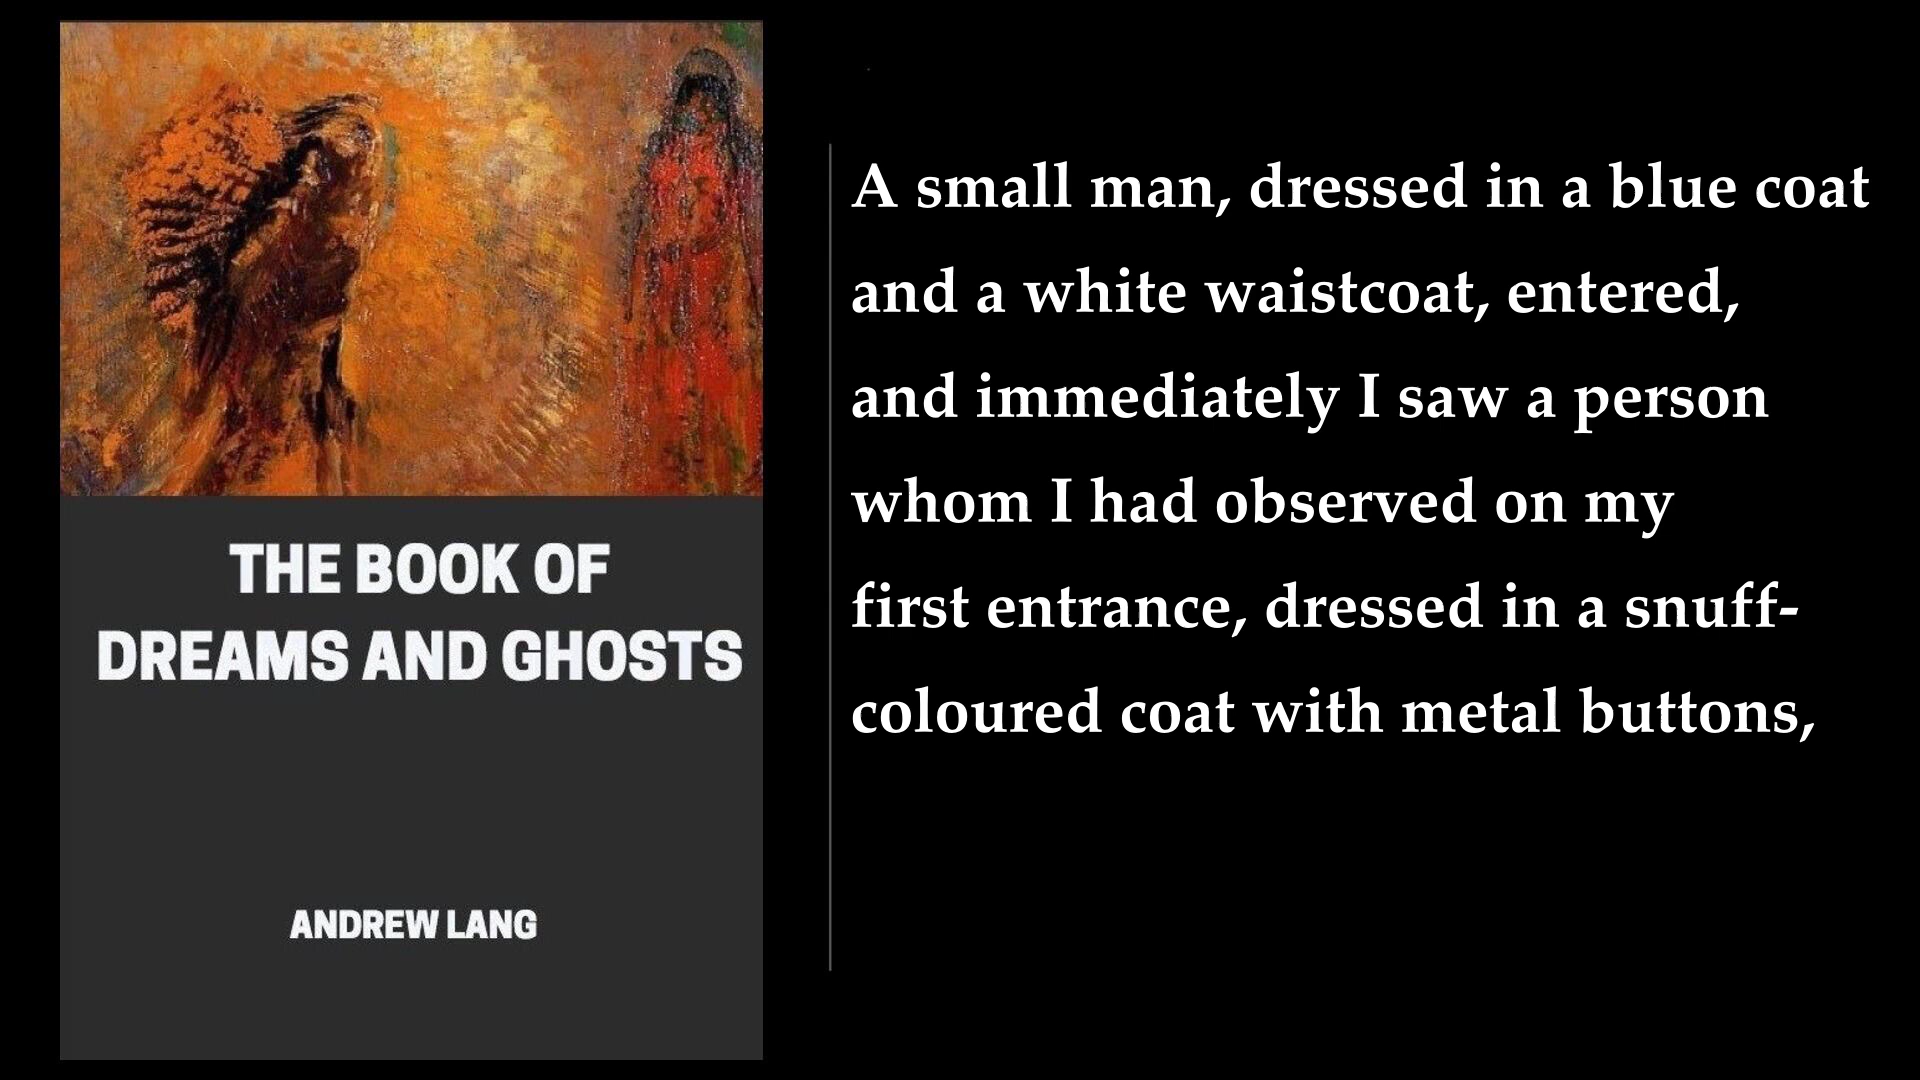 THE BOOK OF
DREAMS AND GHOSTS
ANDREW LANG
A small man, dressed in a blue coat
and a white waistcoat, entered,
and immediately I saw a person
whom I had observed on my
first entrance, dressed in a snuff-
coloured coat with metal buttons,